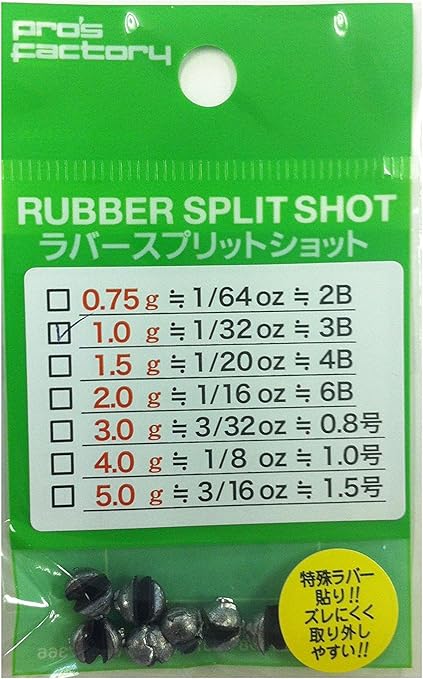 pro's
factory
RUBBER SPLIT SHOT
ラバースプリットショット
0.75 g ≒ 1/64 oz ≒ 2B
1.0 g ≒ 1/32 oz ≒ 3B
1.5 g ≒ 1/20 oz ≒ 4B
2.0 g ≒ 1/16 oz ≒ 6B
3.0 g ≒ 3/32 oz ≒ 0.8号
4.0 g ≒ 1/8 oz ≒ 1.0号
5.0 g ≒ 3/16 oz ≒ 1.5号
特殊ラバー
貼り!!
ズレにくく
取り外し
やすい!!